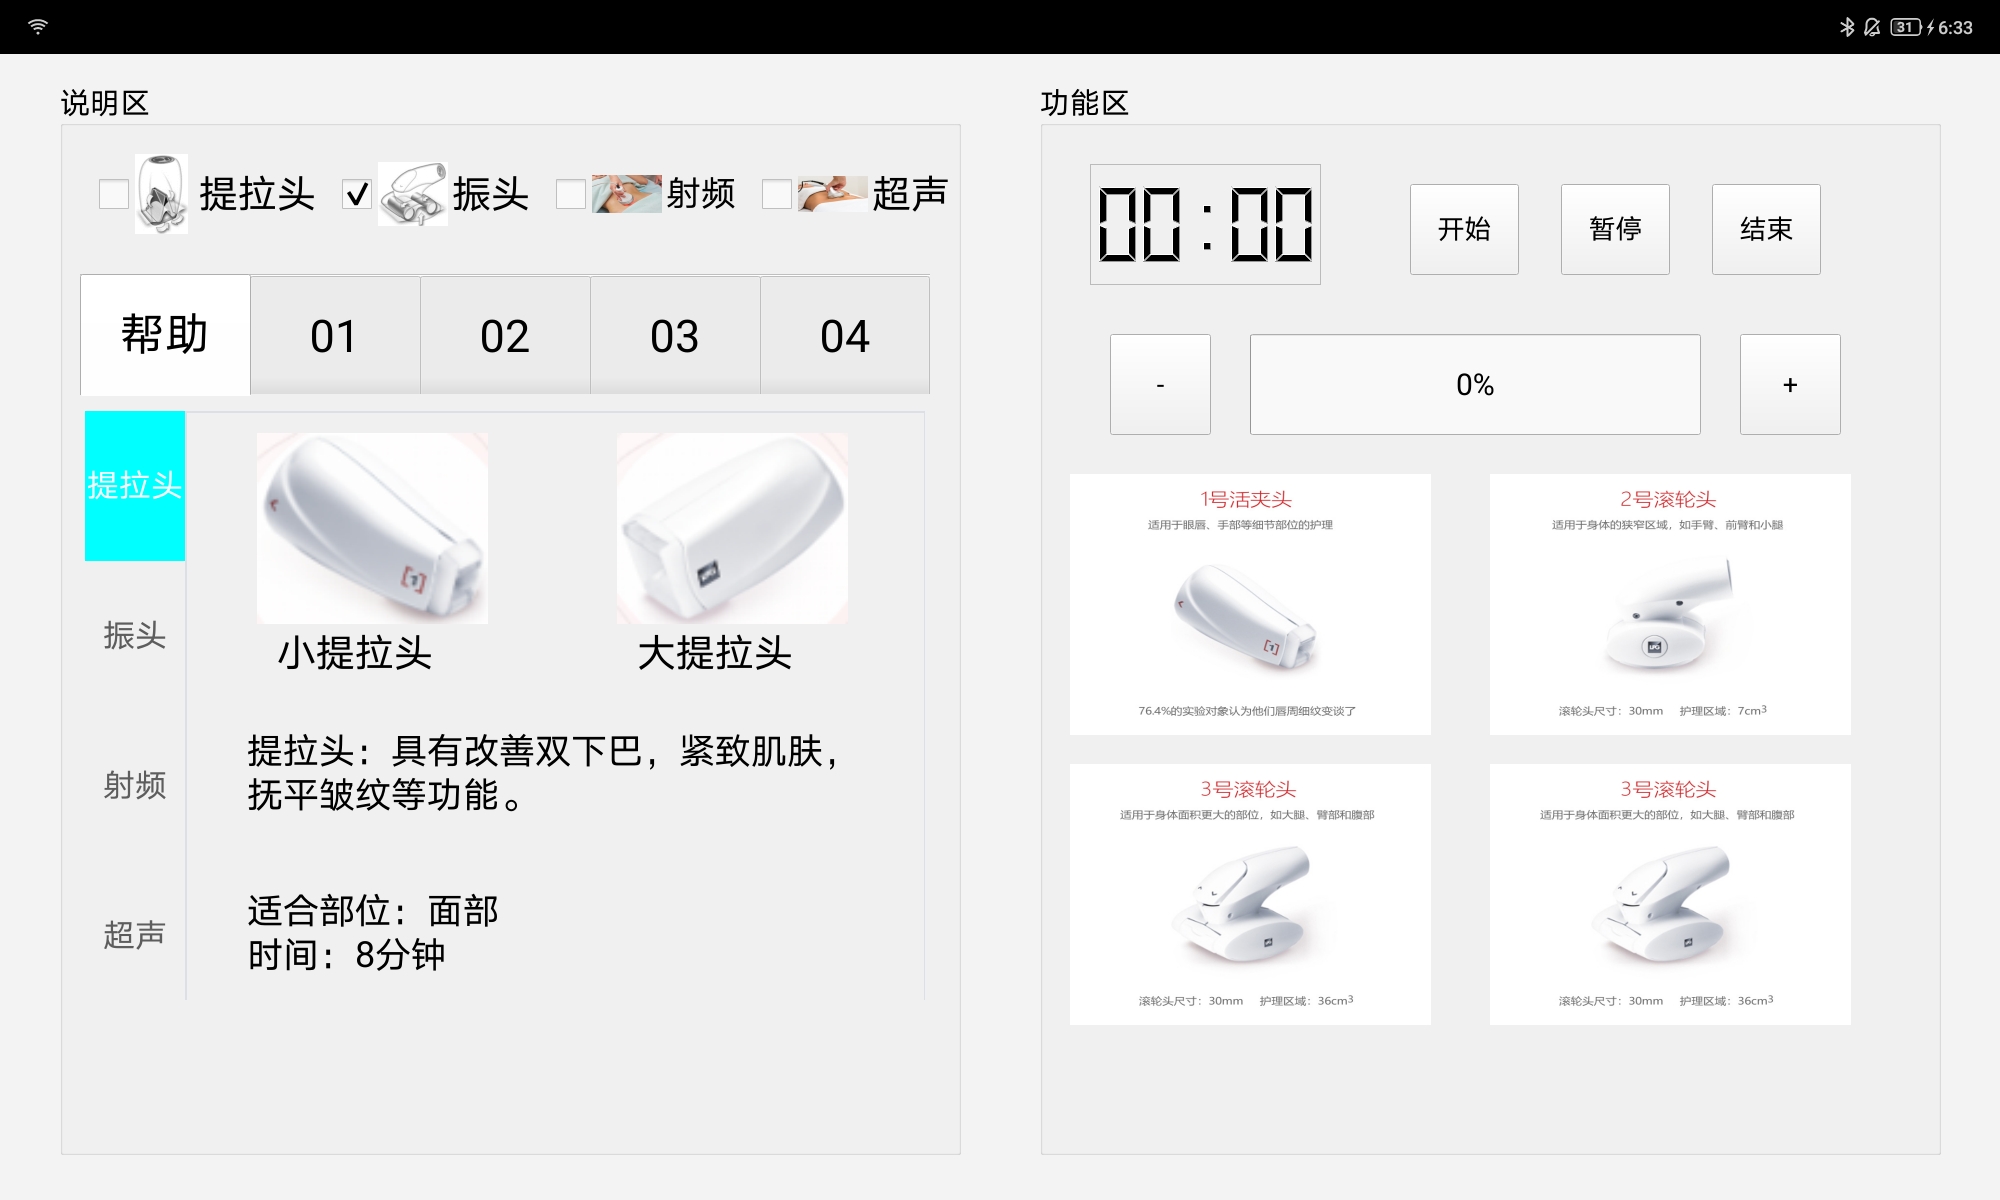 31 6:33
说明区
提拉头 振头 射频 超声
帮助 01 02 03 04
提拉头
振头
射频
超声
小提拉头 大提拉头
提拉头：具有改善双下巴，紧致肌肤，
抚平皱纹等功能。
适合部位：面部
时间：8分钟
功能区
00:00 开始 暂停 结束
- 0% +
1号活夹头
适用于眼唇、手部等细节部位的护理
[1]
76.4%的实验对象认为他们唇周细纹变谈了
2号滚轮头
适用于身体的狭窄区域，如手臂、前臂和小腿
LPG
滚轮头尺寸：30mm 护理区域：7cm³
3号滚轮头
适用于身体面积更大的部位，如大腿、臂部和腹部
滚轮头尺寸：30mm 护理区域：36cm³
3号滚轮头
适用于身体面积更大的部位，如大腿、臂部和腹部
滚轮头尺寸：30mm 护理区域：36cm³